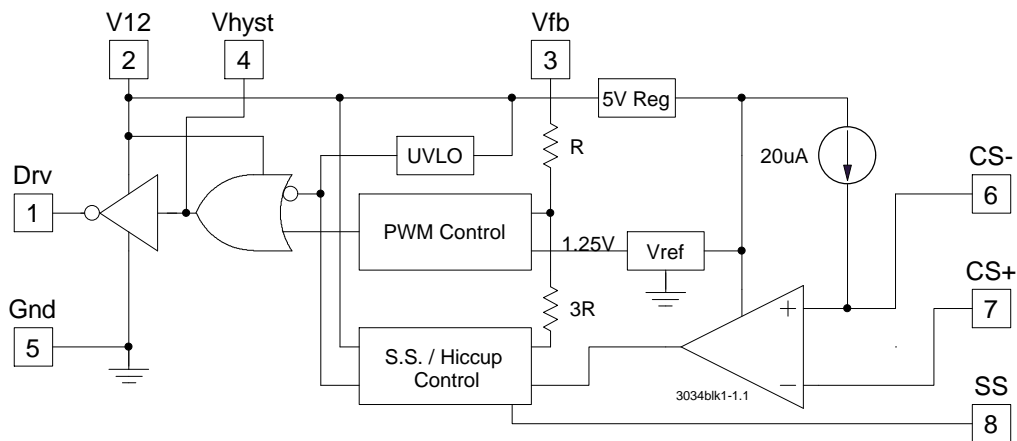 V12
Vhyst
Vfb
2
4
3
5V Reg
R
UVLO
20uA
CS-
6
Drv
1
PWM Control
1.25V
Vref
CS+
7
Gnd
5
3R
+
S.S. / Hiccup
Control
−
3034blk1-1.1
SS
8